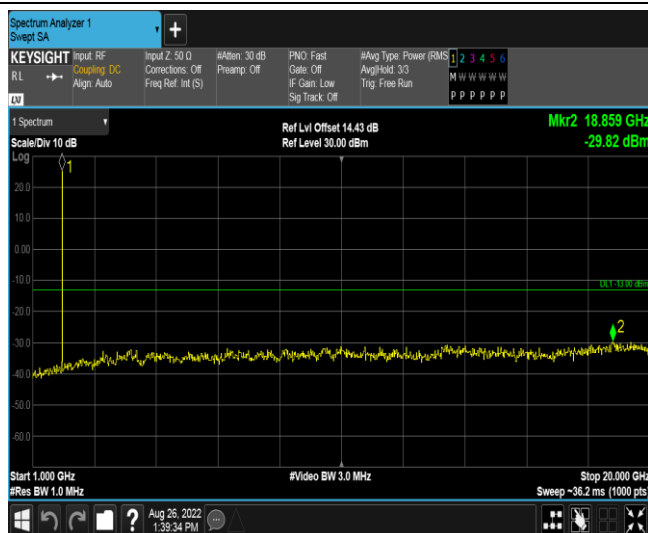 Spectrum Analyzer 1
Swept SA
KEYSIGHT
RL
LXI
Input: RF
Coupling: DC
Align: Auto
Input Z: 50 Ω
Corrections: Off
Freq Ref: Int (S)
#Atten: 30 dB
Preamp: Off
PNO: Fast
Gate: Off
IF Gain: Low
Sig Track: Off
#Avg Type: Power (RMS
Avg|Hold: 3/3
Trig: Free Run
1 2 3 4 5 6
M W W W W W
P P P P P P
1 Spectrum
Scale/Div 10 dB
Ref Lvl Offset 14.43 dB
Ref Level 30.00 dBm
Mkr2 18.859 GHz
-29.82 dBm
Log
1
20.0
10.0
0.00
-10.0
DL1 -13.00 dBm
2
-40.0
-50.0
-60.0
Start 1.000 GHz
#Video BW 3.0 MHz
Stop 20.000 GHz
#Res BW 1.0 MHz
Sweep ~36.2 ms (1000 pts)
?
Aug 26, 2022
1:39:34 PM